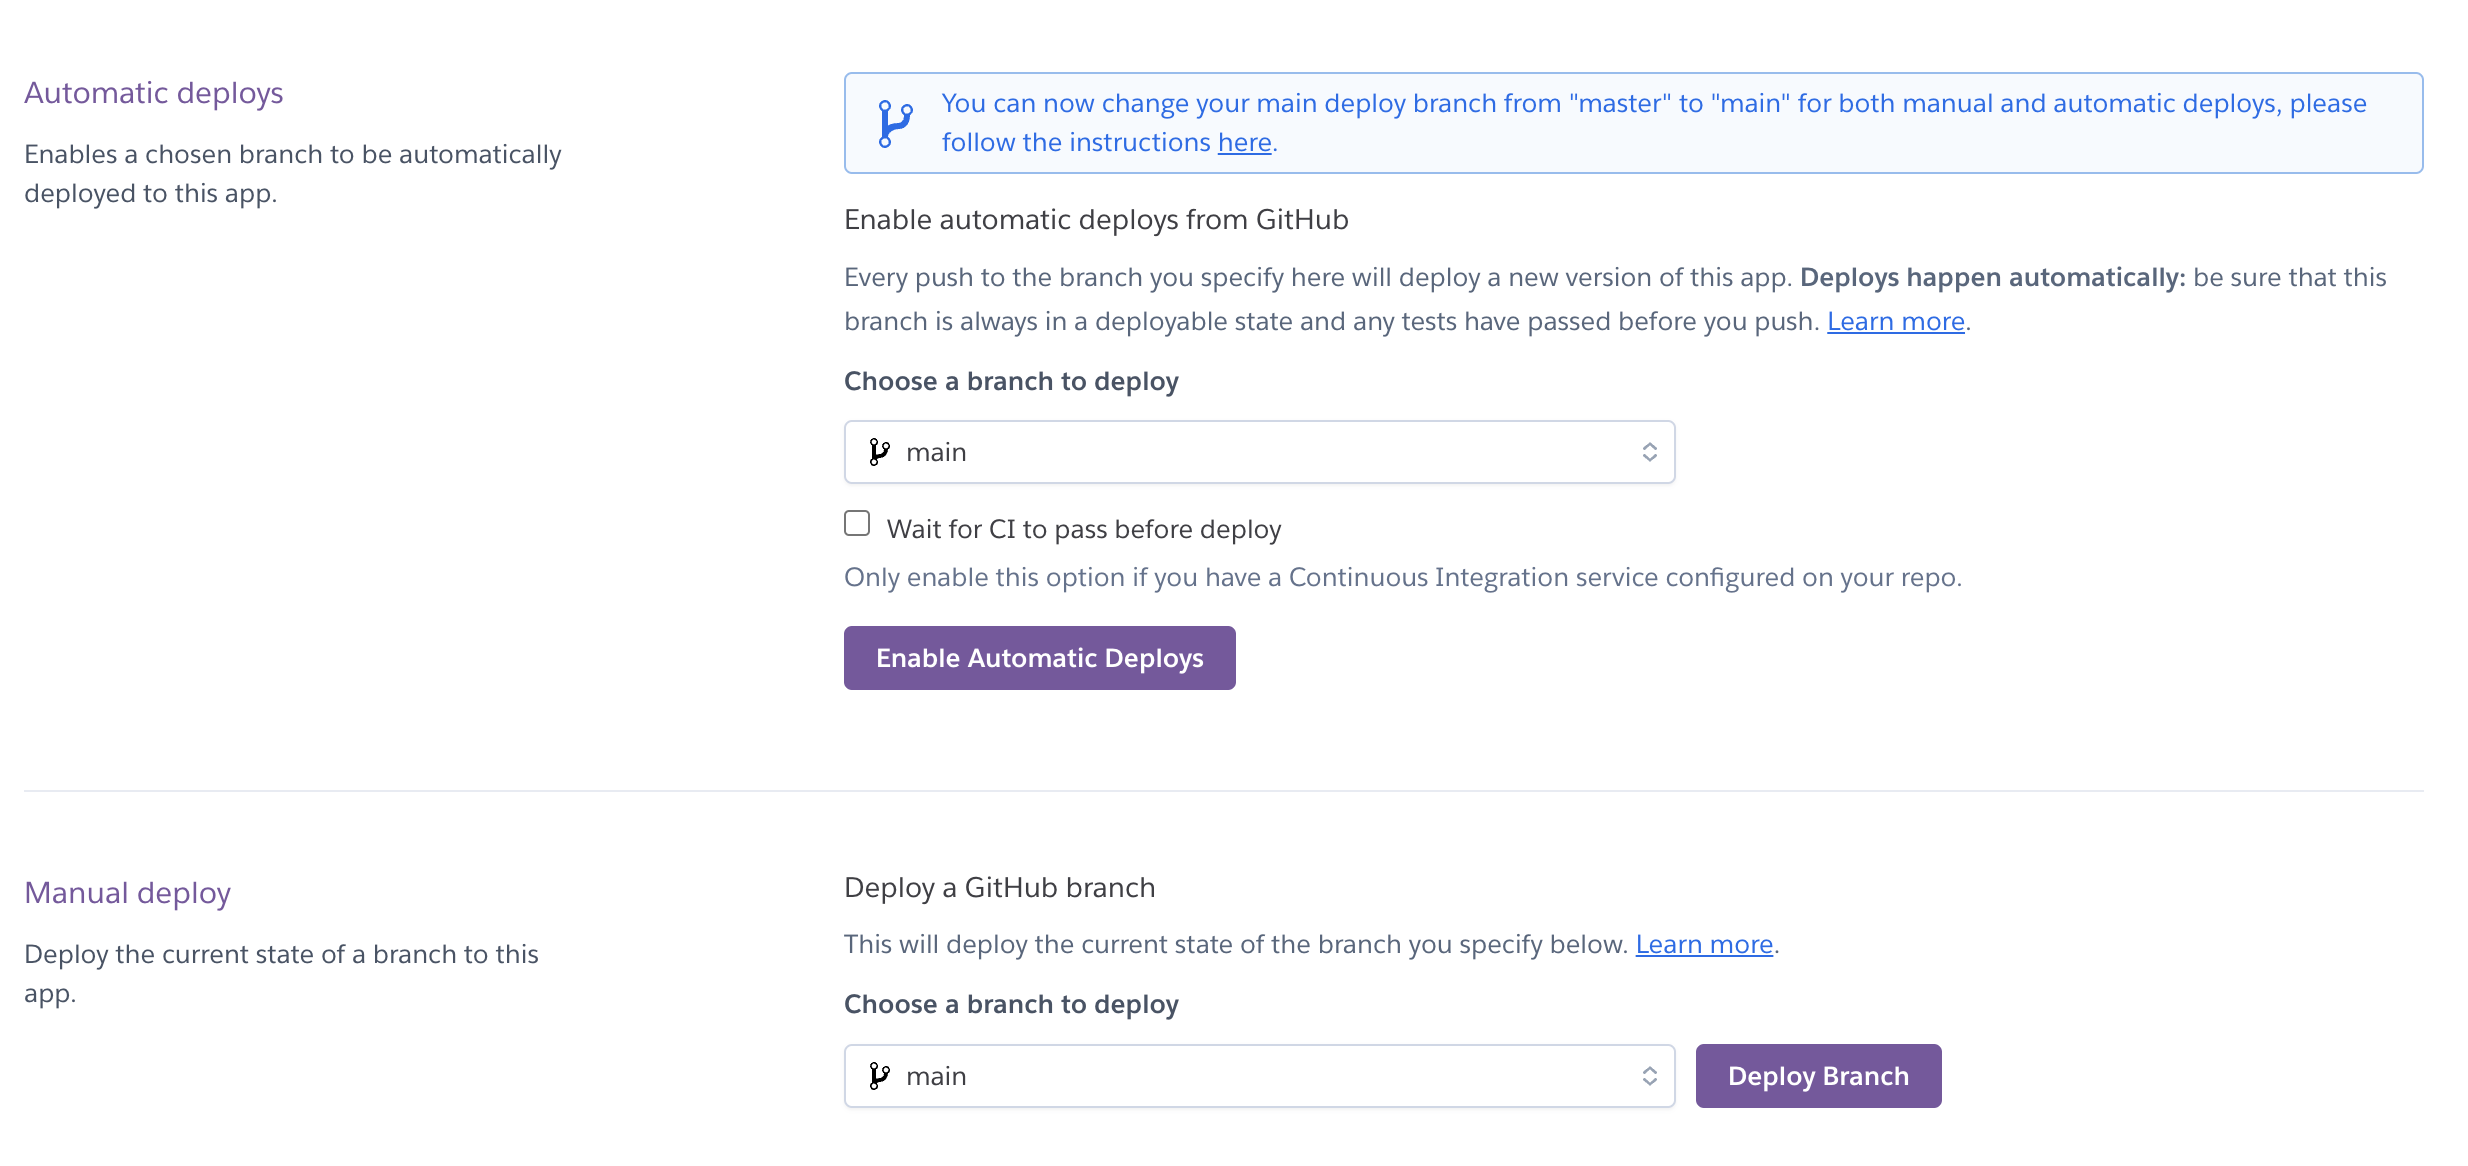 Automatic deploys
Enables a chosen branch to be automatically
deployed to this app.
You can now change your main deploy branch from "master" to "main" for both manual and automatic deploys, please
follow the instructions here.
Enable automatic deploys from GitHub
Every push to the branch you specify here will deploy a new version of this app. Deploys happen automatically: be sure that this
branch is always in a deployable state and any tests have passed before you push. Learn more.
Choose a branch to deploy
main
Wait for CI to pass before deploy
Only enable this option if you have a Continuous Integration service configured on your repo.
Enable Automatic Deploys
Manual deploy
Deploy the current state of a branch to this
app.
Deploy a GitHub branch
This will deploy the current state of the branch you specify below. Learn more.
Choose a branch to deploy
main
Deploy Branch